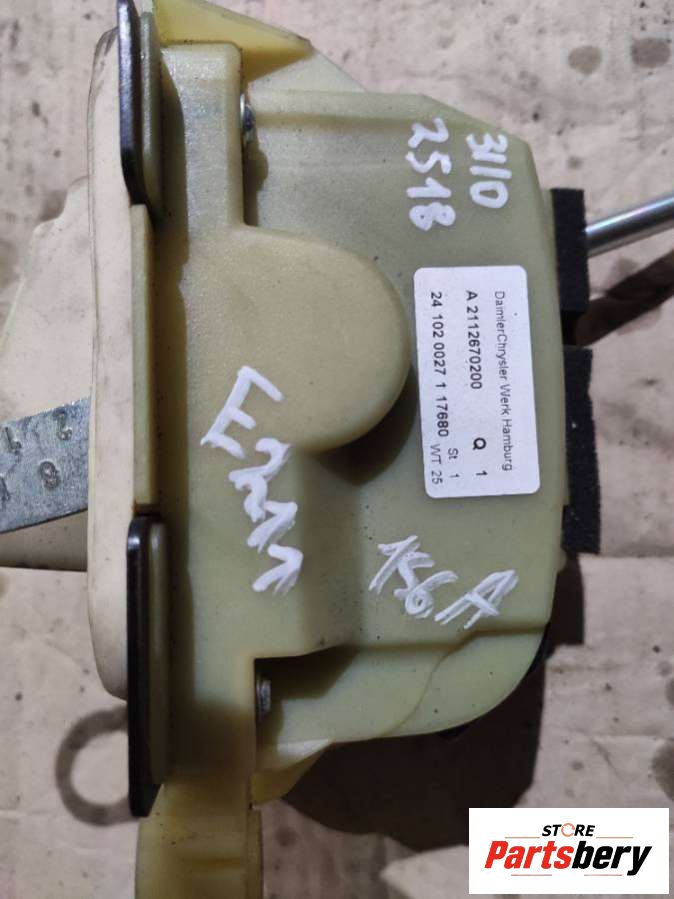 3110
2518
DaimlerChrysler Werk Hamburg
A 2112670200 Q 1
24 102 0027 1 17680 St 1
WT 25
E211
156A
STORE
Partsbery